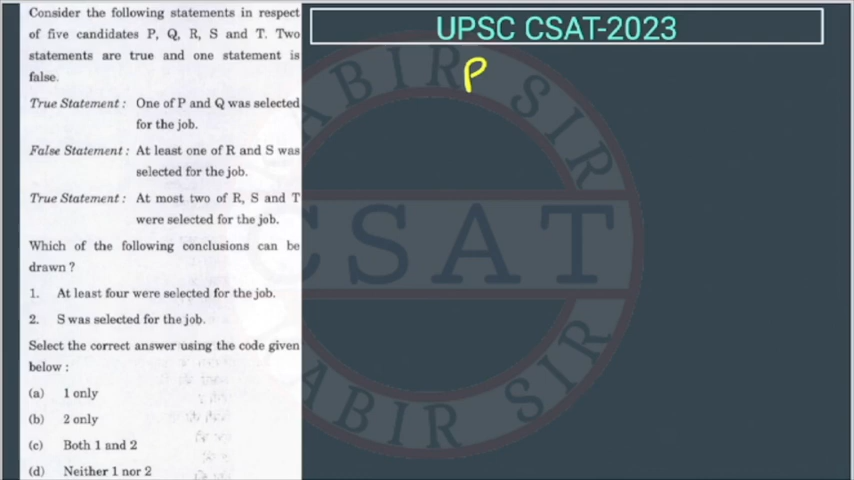 Consider the following statements in respect
of five candidates P, Q, R, S and T. Two
statements are true and one statement is
false.
True Statement : One of P and Q was selected
for the job.
False Statement : At least one of R and S was
selected for the job.
True Statement : At most two of R, S and T
were selected for the job.
Which of the following conclusions can be
drawn ?
1. At least four were selected for the job.
2. S was selected for the job.
Select the correct answer using the code given
below :
(a) 1 only
(b) 2 only
(c) Both 1 and 2
(d) Neither 1 nor 2
UPSC CSAT-2023
P
ABIR SIR
CSAT
ABIR SIR